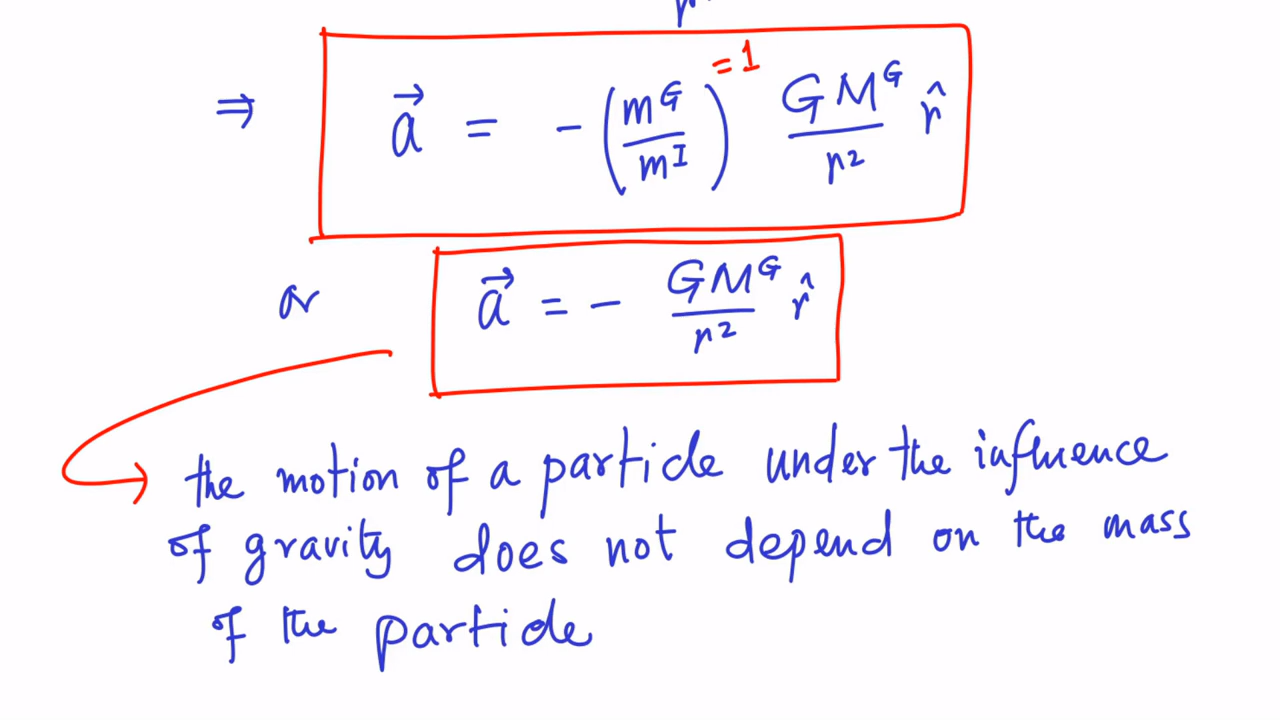 ⇒ a⃗ = - (m^G / m^I)^{=1} GM^G / r² r̂
or a⃗ = - GM^G / r² r̂
the motion of a particle under the influence
of gravity does not depend on the mass
of the particle